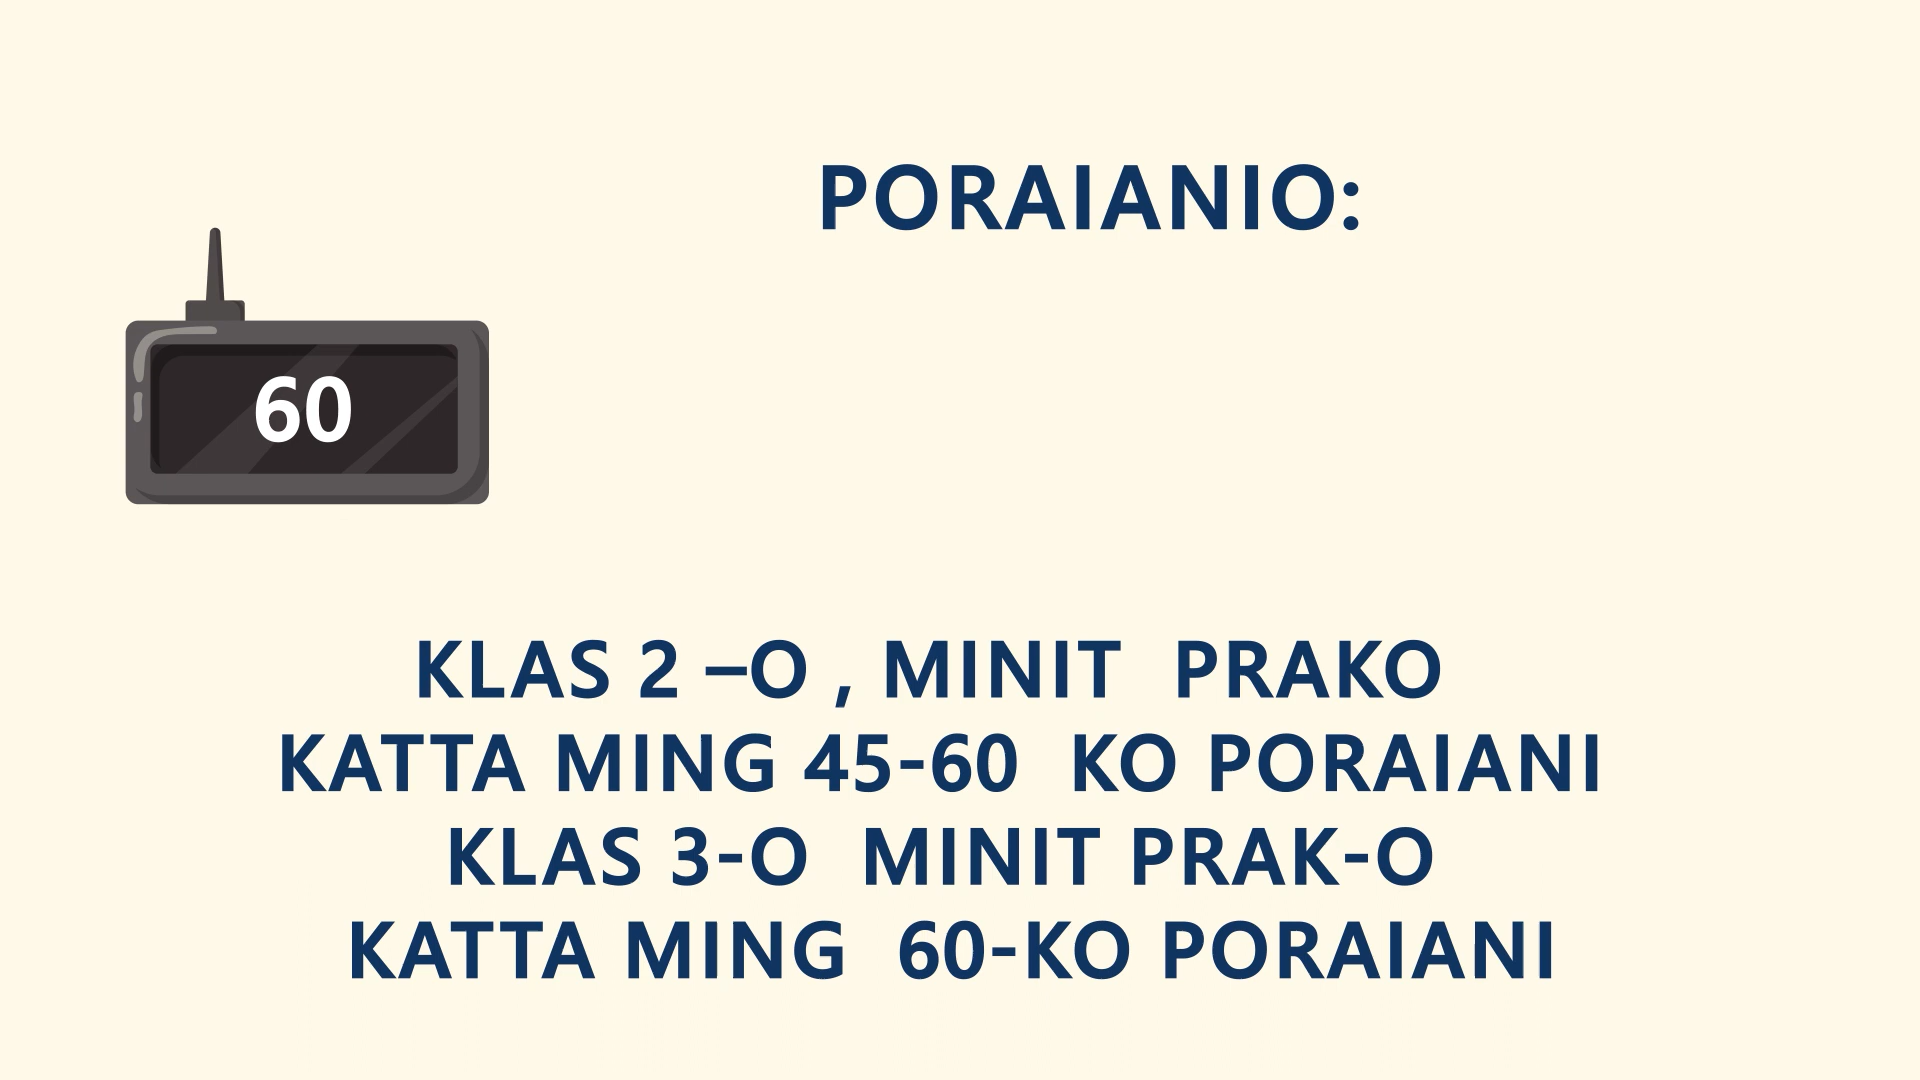 PORAIANIO:
60
KLAS 2 –O , MINIT  PRAKO
KATTA MING 45-60  KO PORAIANI
KLAS 3-O  MINIT PRAK-O
KATTA MING  60-KO PORAIANI